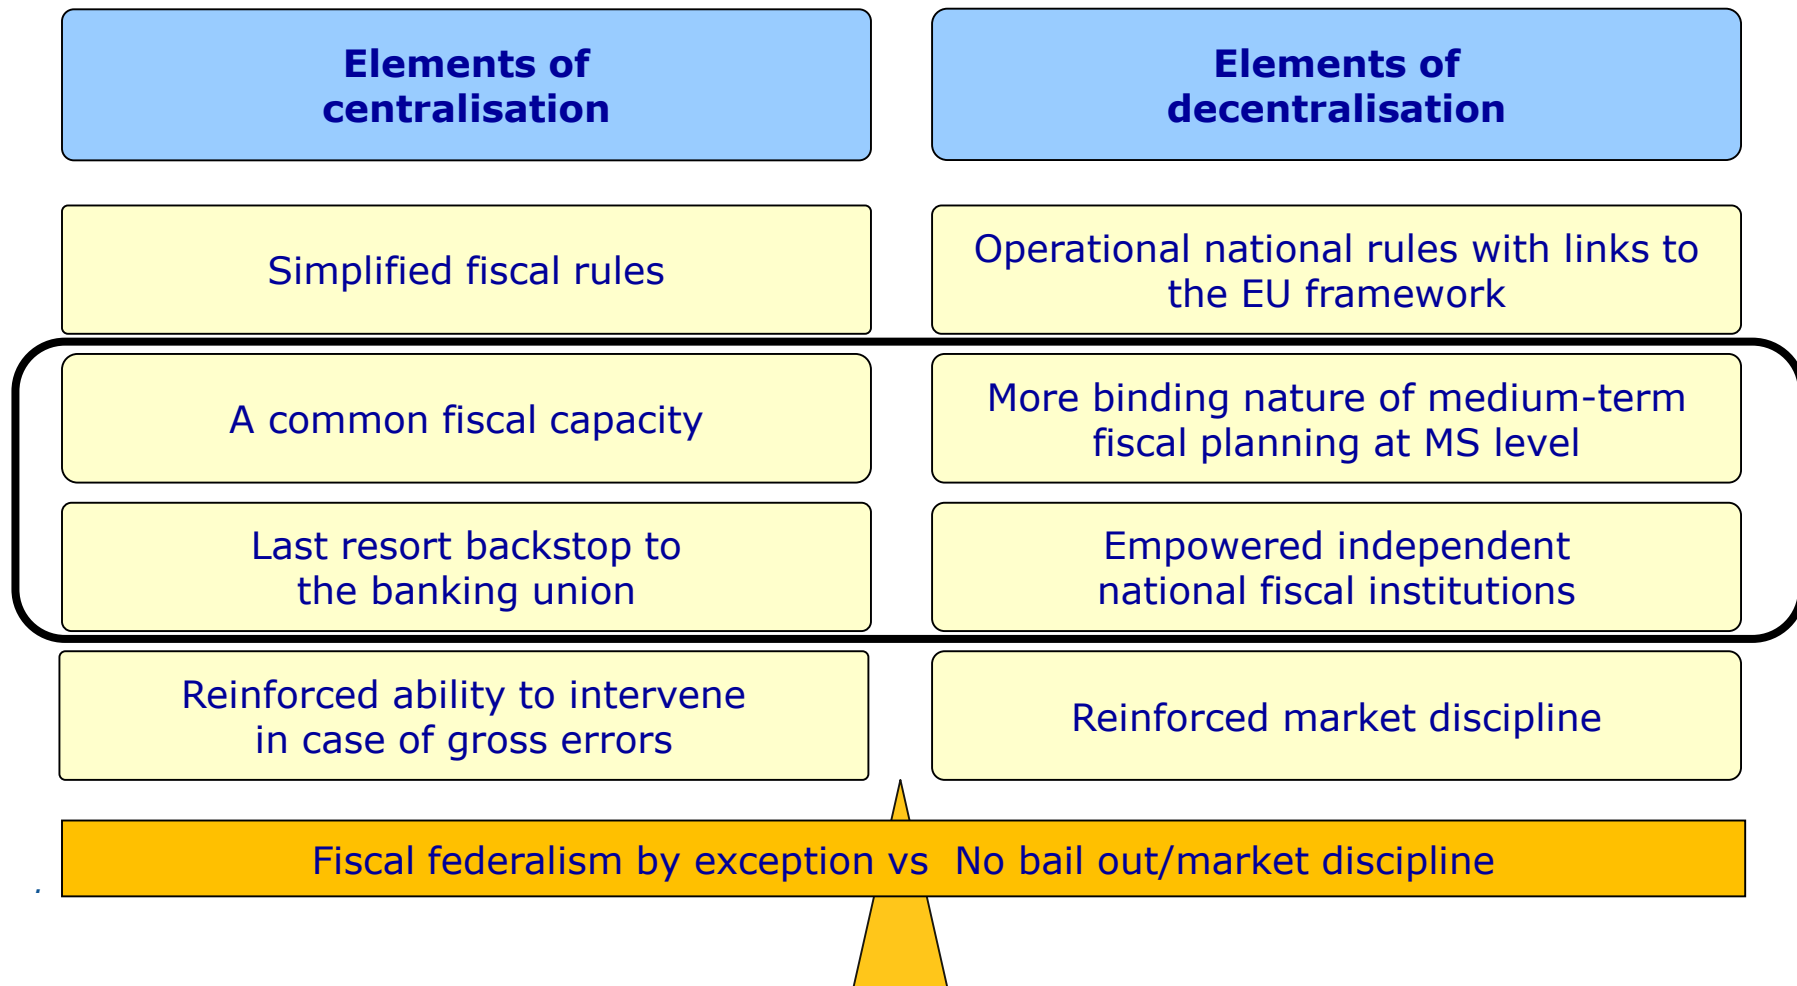 Elements of
centralisation
Elements of
decentralisation
Simplified fiscal rules
Operational national rules with links to
the EU framework
A common fiscal capacity
More binding nature of medium-term
fiscal planning at MS level
Last resort backstop to
the banking union
Empowered independent
national fiscal institutions
Reinforced ability to intervene
in case of gross errors
Reinforced market discipline
Fiscal federalism by exception vs  No bail out/market discipline
.